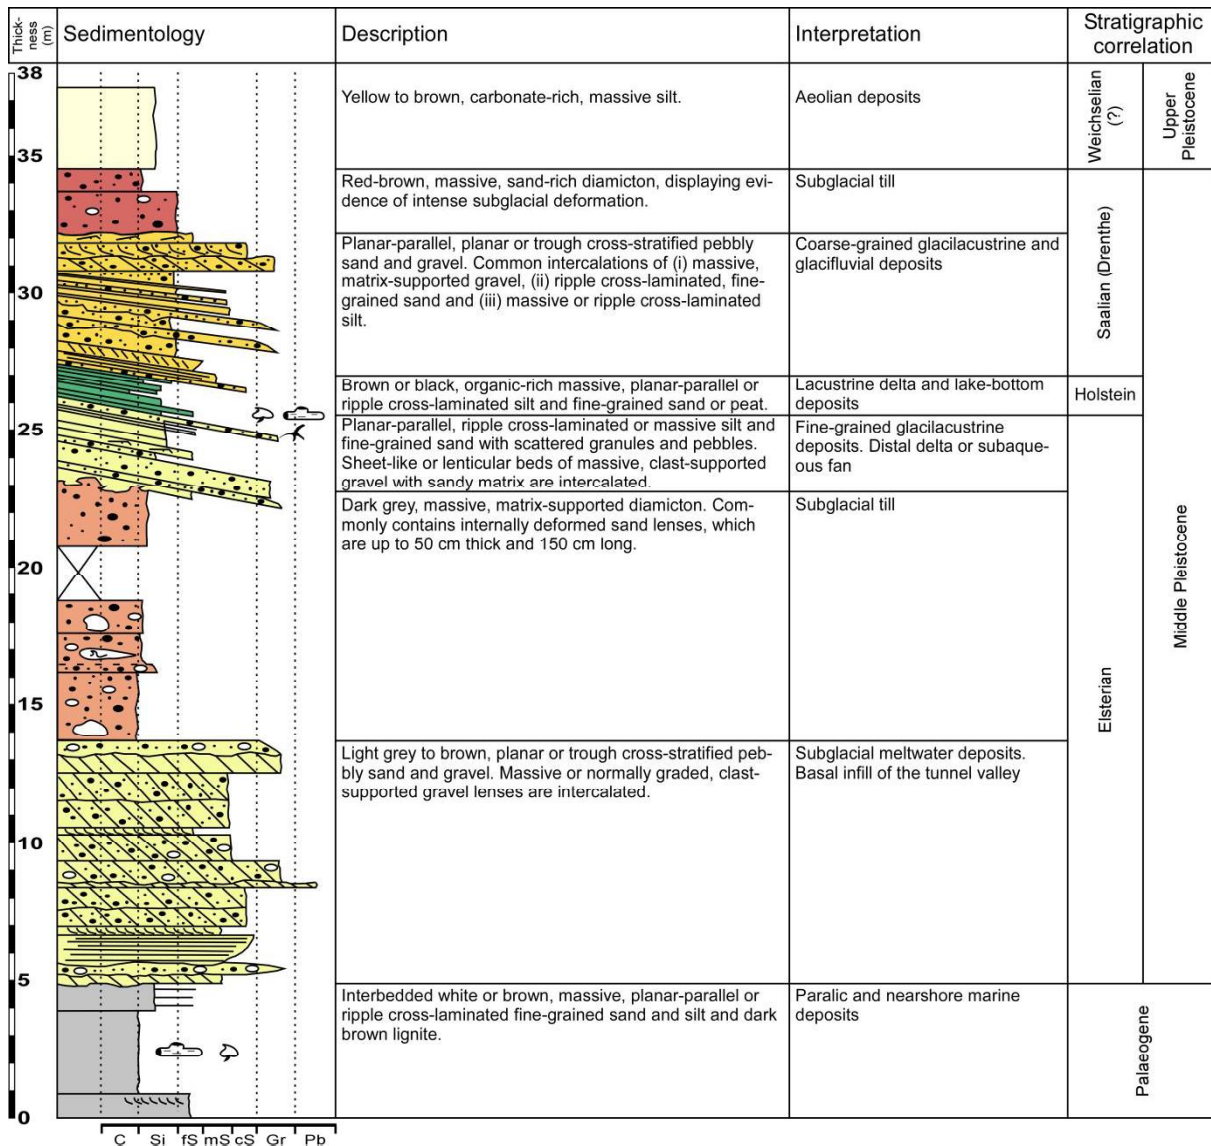 Thick-
ness
(m)
Sedimentology
Description
Interpretation
Stratigraphic
correlation
38
35
30
25
20
15
10
5
0
C Si fS mS cS Gr Pb
Yellow to brown, carbonate-rich, massive silt.
Aeolian deposits
Weichselian
(?)
Upper
Pleistocene
Red-brown, massive, sand-rich diamicton, displaying evi-
dence of intense subglacial deformation.
Subglacial till
Saalian (Drenthe)
Middle Pleistocene
Planar-parallel, planar or trough cross-stratified pebbly
sand and gravel. Common intercalations of (i) massive,
matrix-supported gravel, (ii) ripple cross-laminated, fine-
grained sand and (iii) massive or ripple cross-laminated
silt.
Coarse-grained glacilacustrine and
glacifluvial deposits
Brown or black, organic-rich massive, planar-parallel or
ripple cross-laminated silt and fine-grained sand or peat.
Lacustrine delta and lake-bottom
deposits
Holstein
Planar-parallel, ripple cross-laminated or massive silt and
fine-grained sand with scattered granules and pebbles.
Sheet-like or lenticular beds of massive, clast-supported
gravel with sandy matrix are intercalated.
Fine-grained glacilacustrine
deposits. Distal delta or subaque-
ous fan
Elsterian
Dark grey, massive, matrix-supported diamicton. Com-
monly contains internally deformed sand lenses, which
are up to 50 cm thick and 150 cm long.
Subglacial till
Light grey to brown, planar or trough cross-stratified peb-
bly sand and gravel. Massive or normally graded, clast-
supported gravel lenses are intercalated.
Subglacial meltwater deposits.
Basal infill of the tunnel valley
Interbedded white or brown, massive, planar-parallel or
ripple cross-laminated fine-grained sand and silt and dark
brown lignite.
Paralic and nearshore marine
deposits
Palaeogene